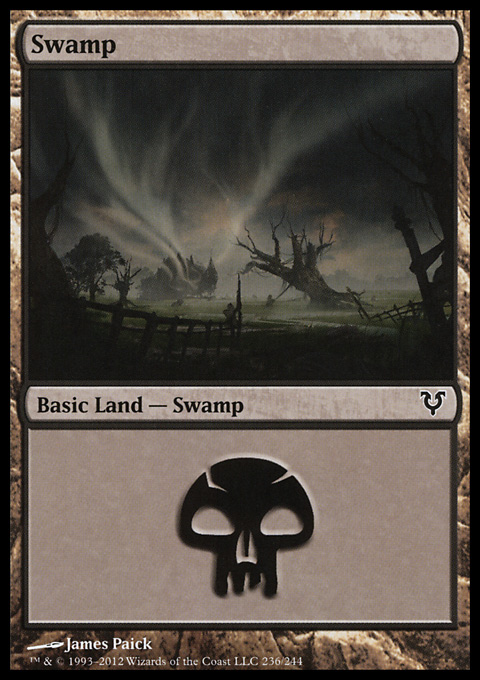 Swamp
Basic Land — Swamp
James Paick
™ & © 1993–2012 Wizards of the Coast LLC 236/244